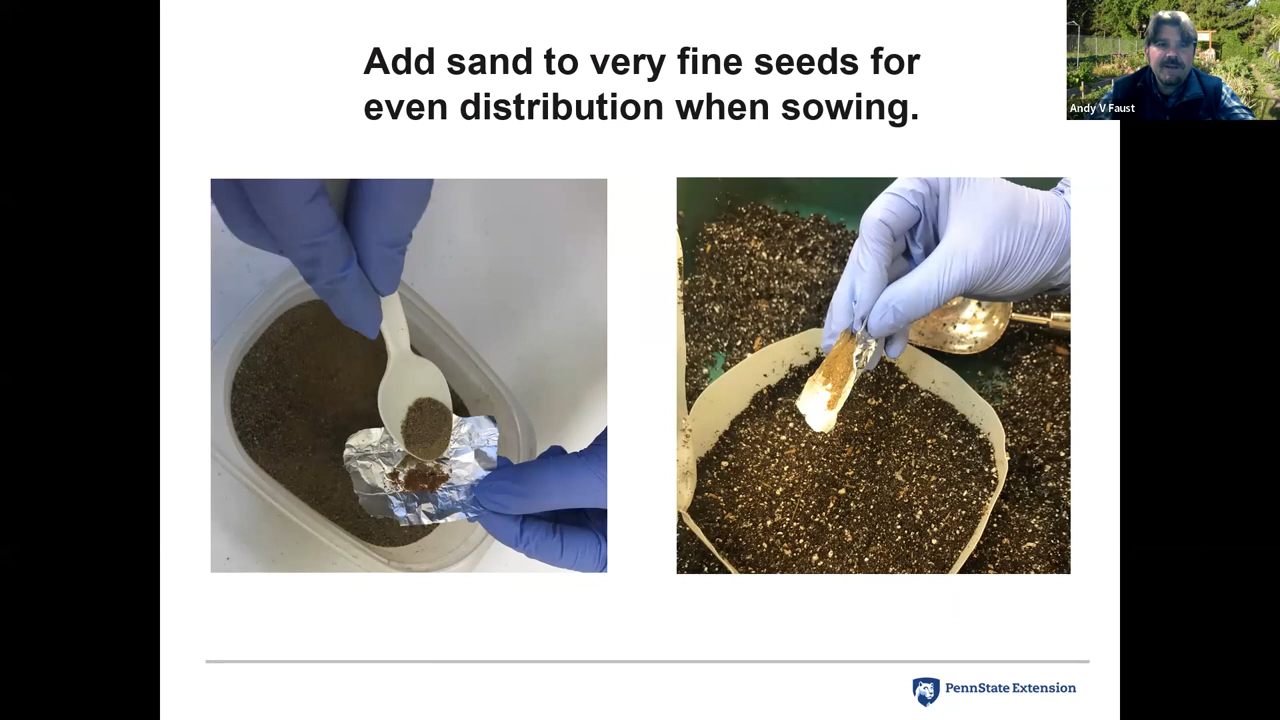 Add sand to very fine seeds for
even distribution when sowing.
Andy V Faust
PennState Extension